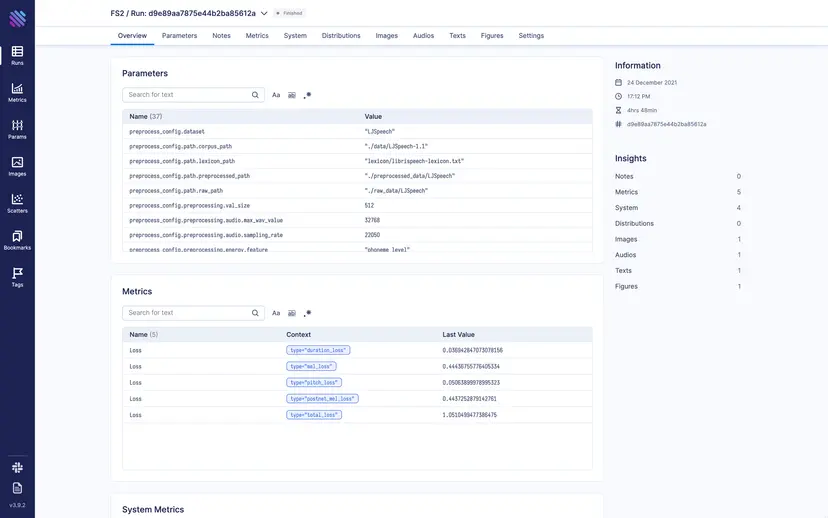 FS2 / Run: d9e89aa7875e44b2ba85612a
Finished
Overview Parameters Notes Metrics System Distributions Images Audios Texts Figures Settings
Runs
Metrics
Params
Images
Scatters
Bookmarks
Tags
v3.9.2
Parameters
Search for text
Aa
Name (37) Value
preprocess_config.dataset "LJSpeech"
preprocess_config.path.corpus_path "./data/LJSpeech-1.1"
preprocess_config.path.lexicon_path "lexicon/librispeech-lexicon.txt"
preprocess_config.path.preprocessed_path "./preprocessed_data/LJSpeech"
preprocess_config.path.raw_path "./raw_data/LJSpeech"
preprocess_config.preprocessing.val_size 512
preprocess_config.preprocessing.audio.max_wav_value 32768
preprocess_config.preprocessing.audio.sampling_rate 22050
preprocess_config.preprocessing.energy.feature "phoneme_level"
Metrics
Search for text
Aa
Name (5) Context Last Value
Loss type="duration_loss" 0.036942847073078156
Loss type="mel_loss" 0.44436755776405334
Loss type="pitch_loss" 0.05063899978995323
Loss type="postnet_mel_loss" 0.4437252879142761
Loss type="total_loss" 1.0510499477386475
System Metrics
Information
24 December 2021
17:12 PM
4hrs 48min
d9e89aa7875e44b2ba85612a
Insights
Notes 0
Metrics 5
System 4
Distributions 0
Images 1
Audios 1
Texts 1
Figures 1